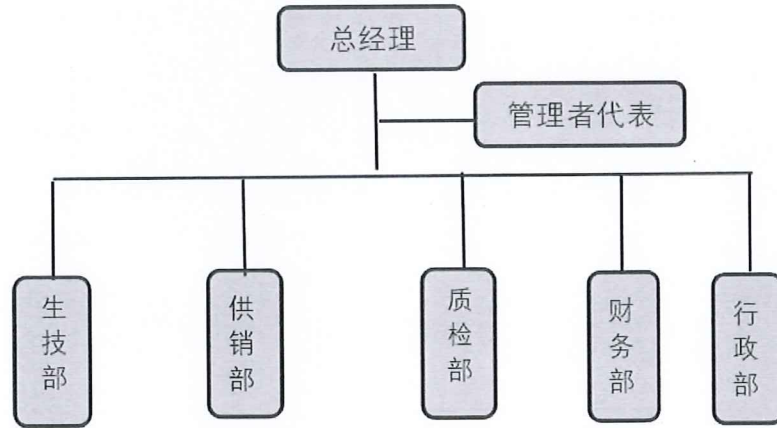 总经理
管理者代表
生技部
供销部
质检部
财务部
行政部